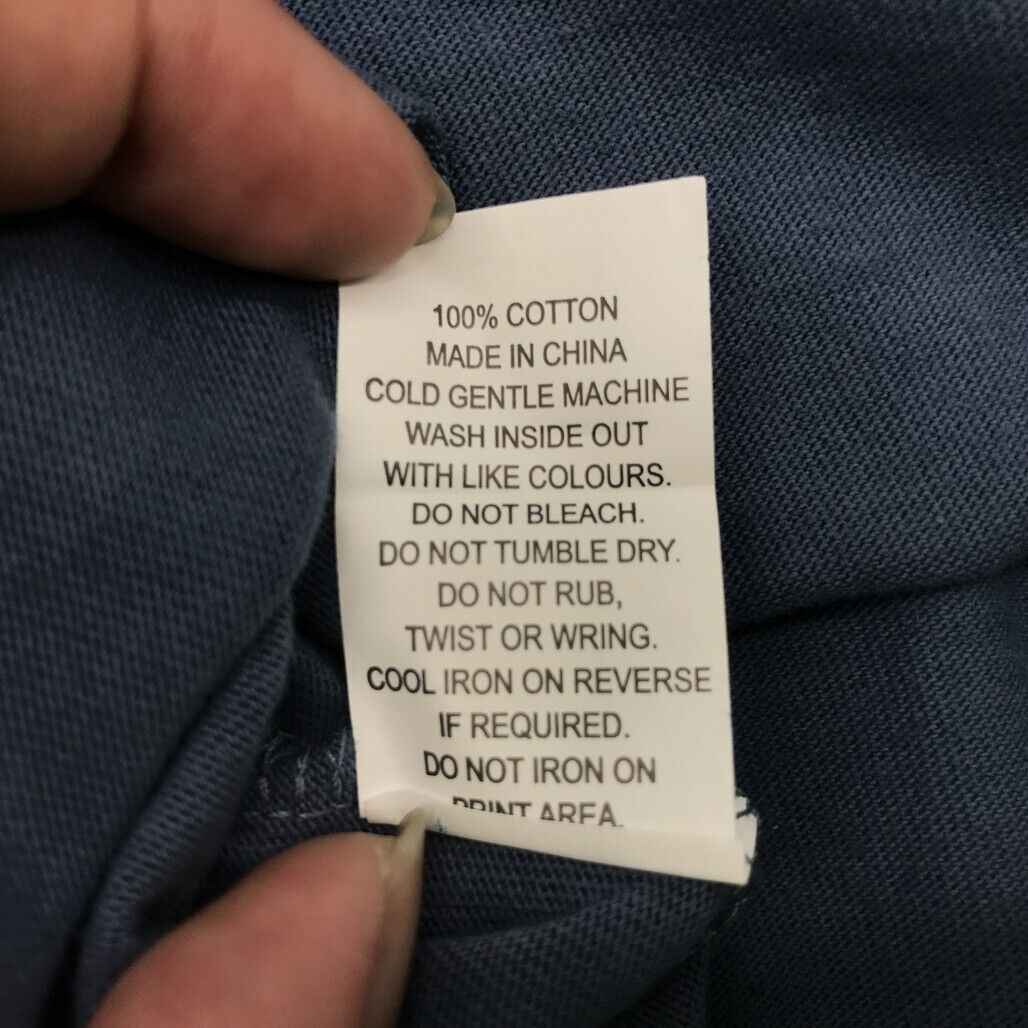 100% COTTON
MADE IN CHINA
COLD GENTLE MACHINE
WASH INSIDE OUT
WITH LIKE COLOURS.
DO NOT BLEACH.
DO NOT TUMBLE DRY.
DO NOT RUB,
TWIST OR WRING.
COOL IRON ON REVERSE
IF REQUIRED.
DO NOT IRON ON
PRINT AREA.